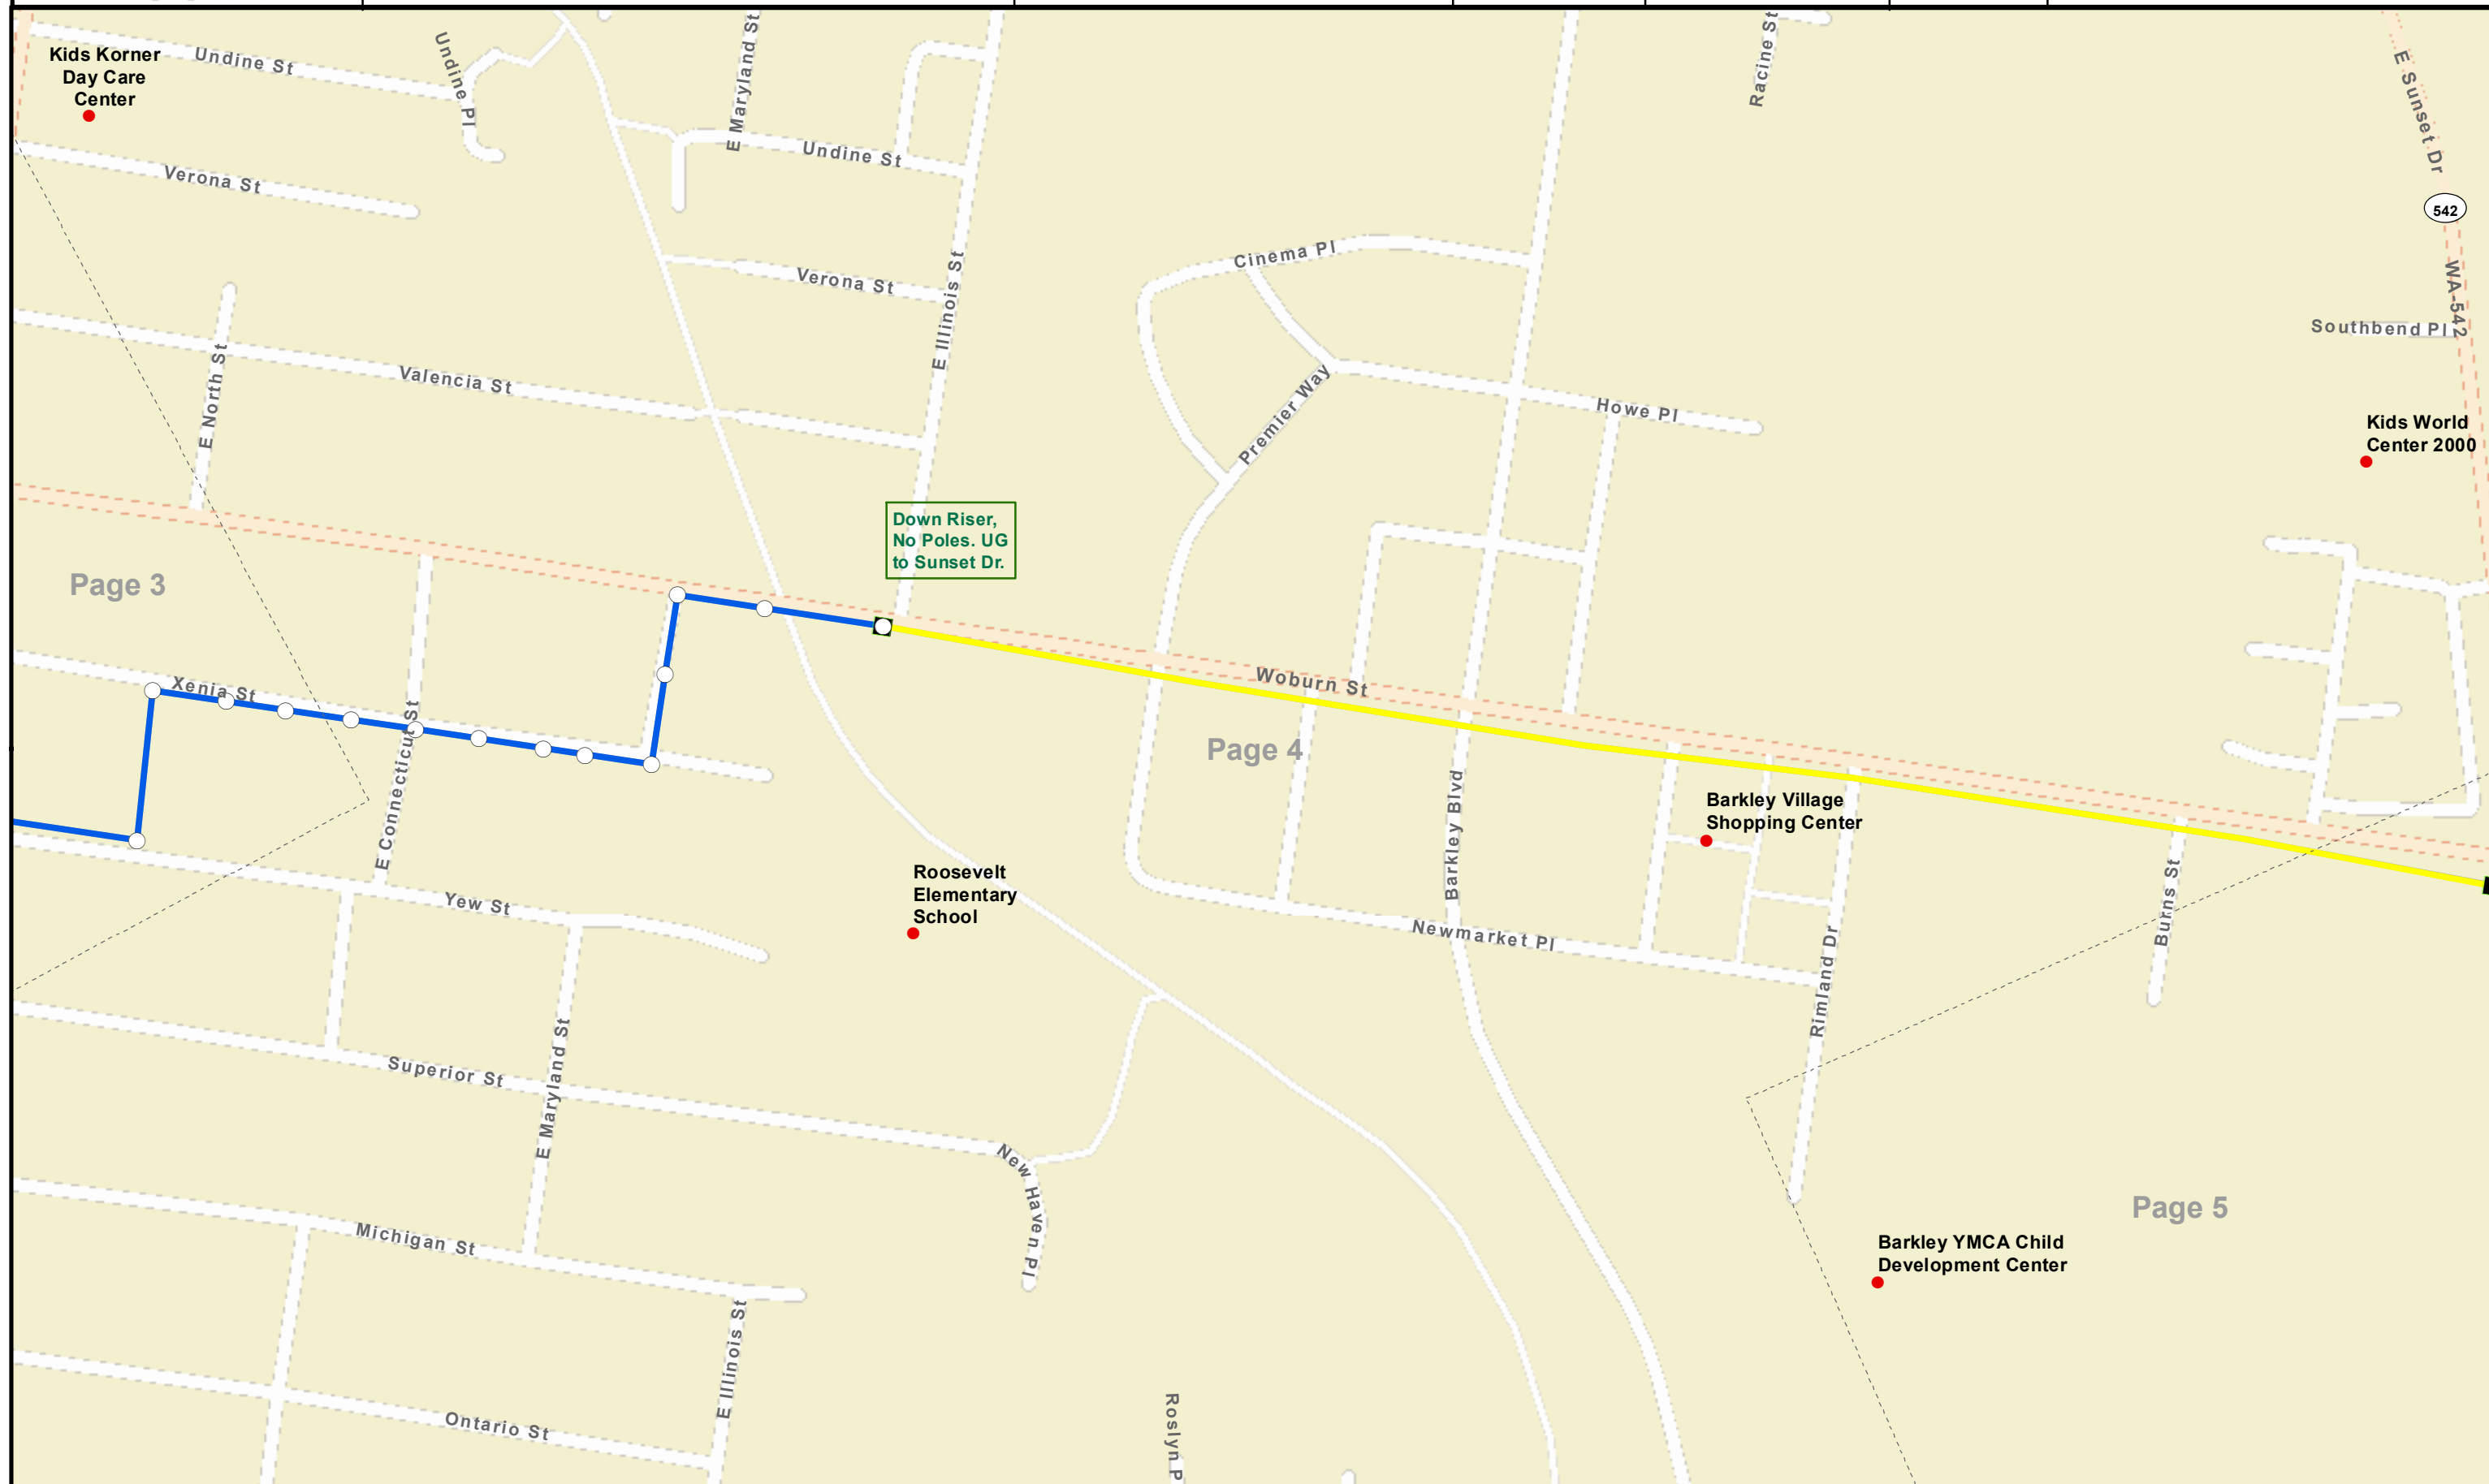 Kids Korner
Day Care
Center
Undine St
Undine Pl
E Maryland St
Racine St
E Sunset Dr
Undine St
Verona St
542
Cinema Pl
Verona St
E Illinois St
WA-542
Southbend Pl
E North St
Valencia St
Premier Way
Howe Pl
Kids World
Center 2000
Down Riser,
No Poles. UG
to Sunset Dr.
Page 3
Xenia St
Woburn St
Page 4
E Connecticut St
Barkley Blvd
Barkley Village
Shopping Center
Roosevelt
Elementary
School
Yew St
Burns St
Newmarket Pl
Rimland Dr
Superior St
E Maryland St
New Haven Pl
Page 5
Michigan St
Barkley YMCA Child
Development Center
E Illinois St
Ontario St
Roslyn P